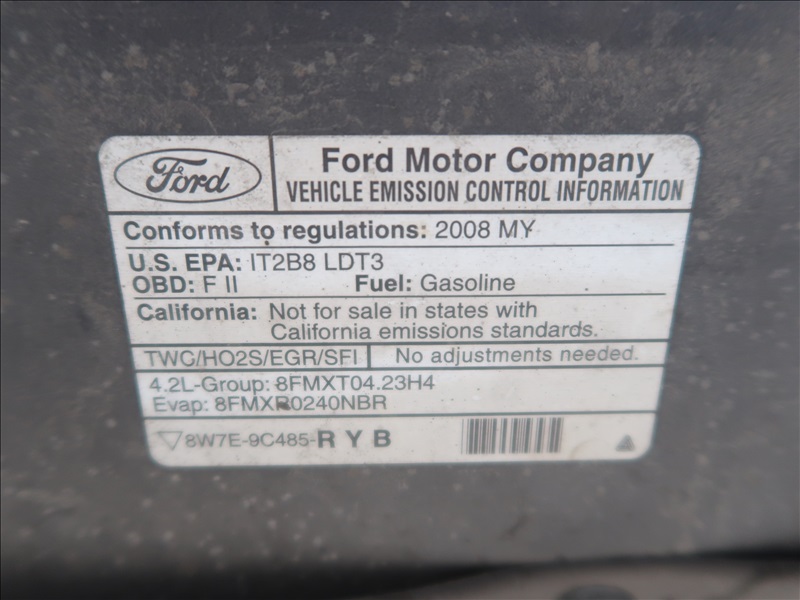 Ford
Ford Motor Company
VEHICLE EMISSION CONTROL INFORMATION
Conforms to regulations: 2008 MY
U.S. EPA: IT2B8 LDT3
OBD: F II Fuel: Gasoline
California: Not for sale in states with
California emissions standards.
TWC/HO2S/EGR/SFI No adjustments needed.
4.2L-Group: 8FMXT04.23H4
Evap: 8FMXR0240NBR
8W7E-9C485-R Y B